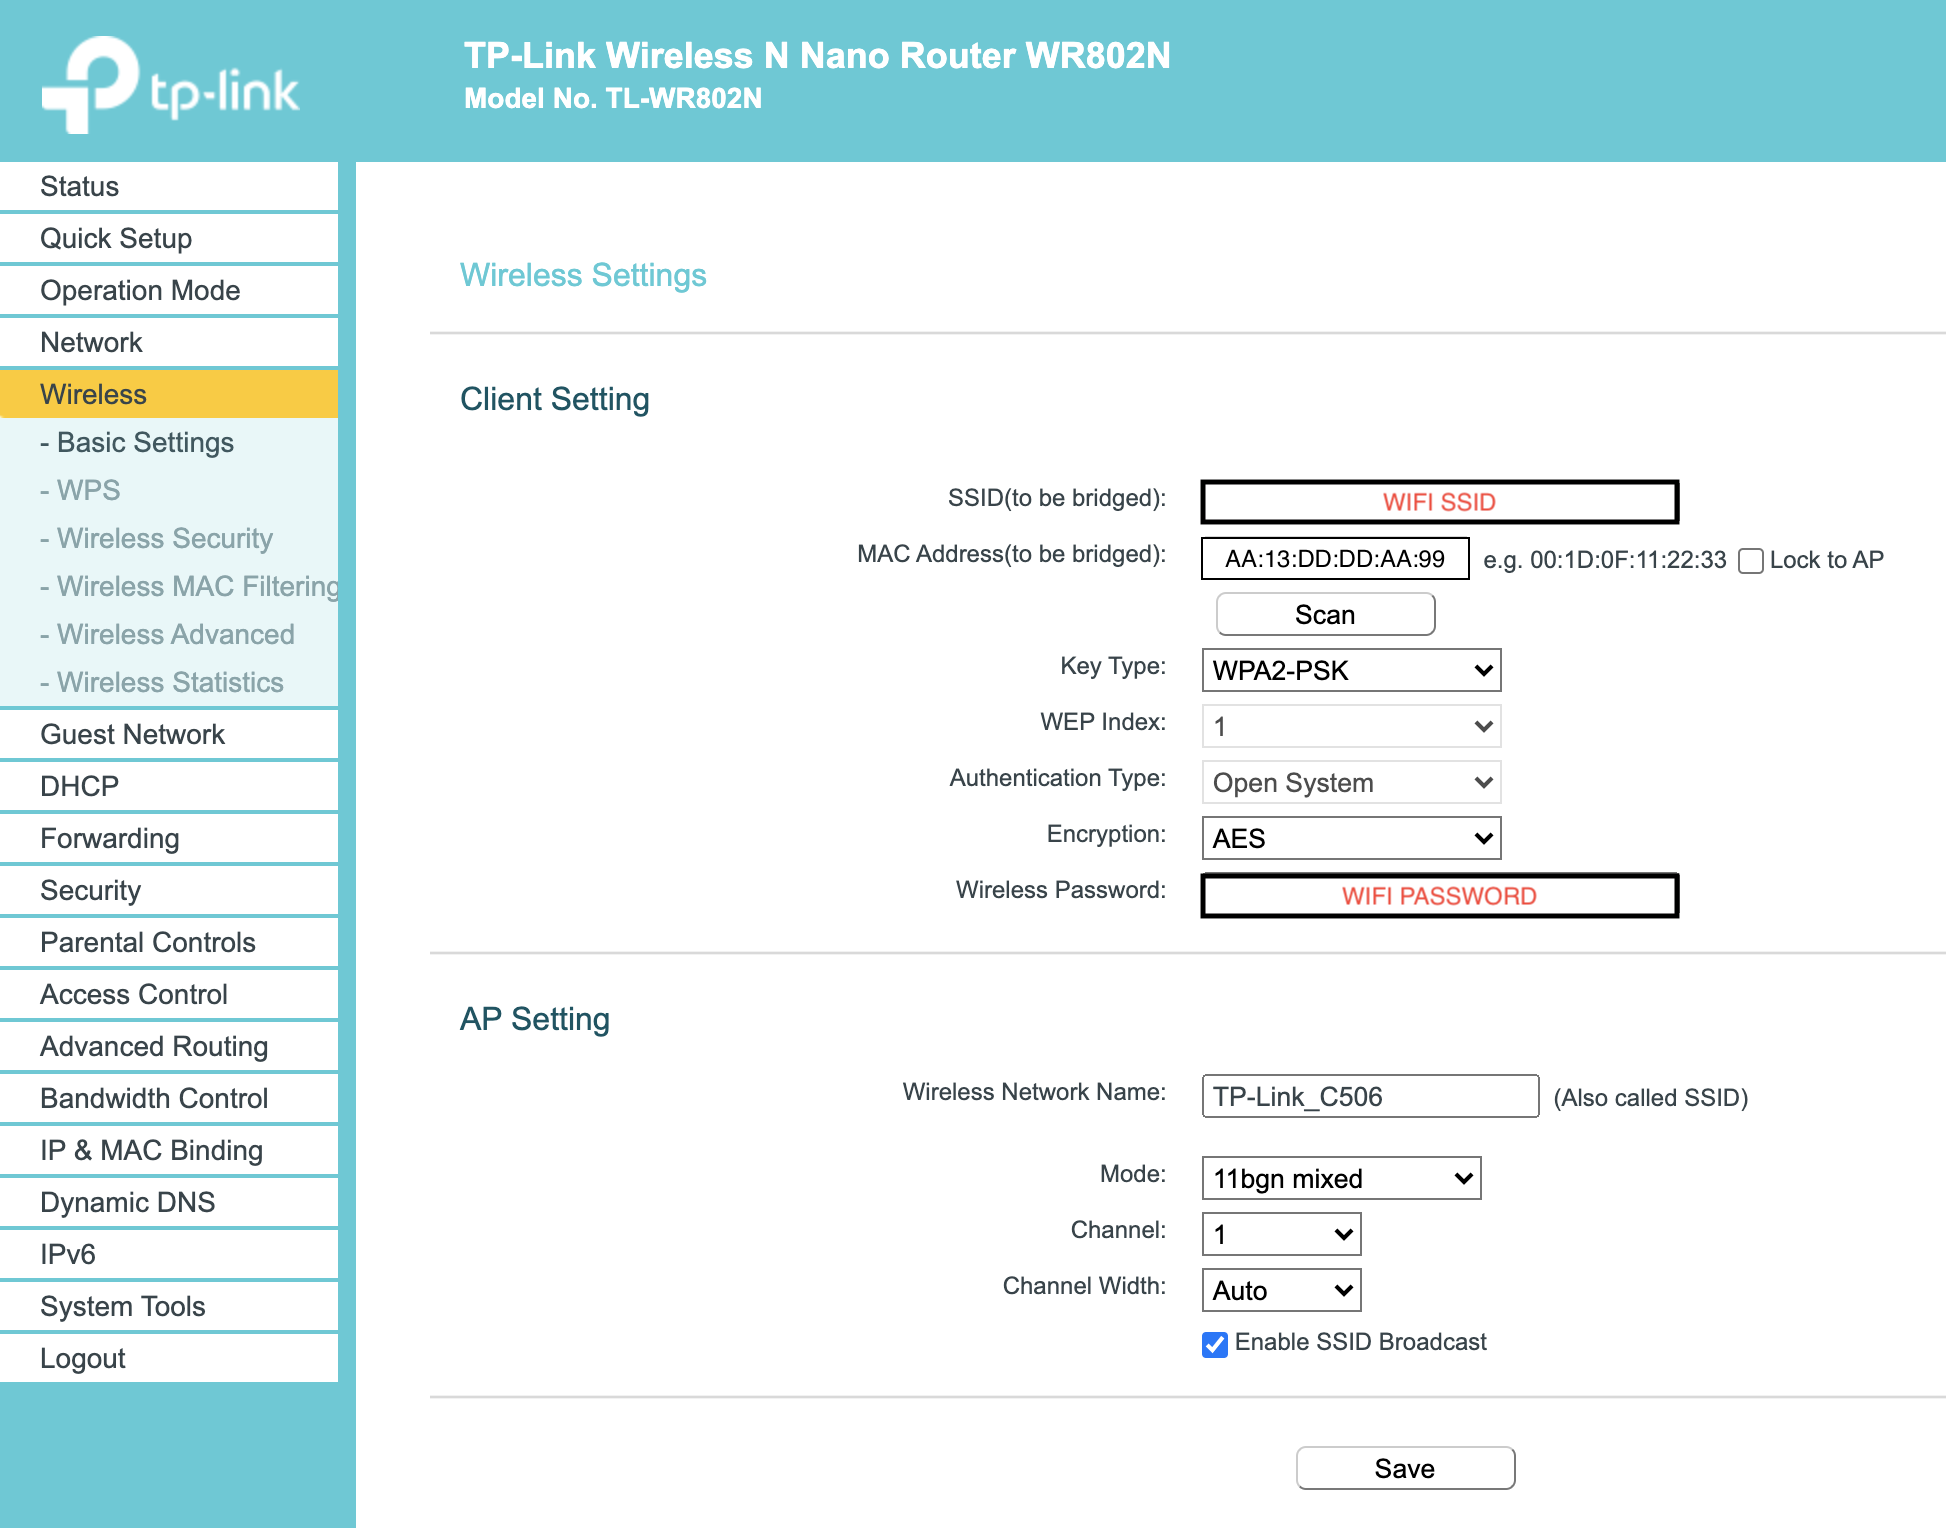 tp-link
TP-Link Wireless N Nano Router WR802N
Model No. TL-WR802N
Status
Quick Setup
Operation Mode
Network
Wireless
- Basic Settings
- WPS
- Wireless Security
- Wireless MAC Filtering
- Wireless Advanced
- Wireless Statistics
Guest Network
DHCP
Forwarding
Security
Parental Controls
Access Control
Advanced Routing
Bandwidth Control
IP & MAC Binding
Dynamic DNS
IPv6
System Tools
Logout
Wireless Settings
Client Setting
SSID(to be bridged): WIFI SSID
MAC Address(to be bridged): AA:13:DD:DD:AA:99 e.g. 00:1D:0F:11:22:33 Lock to AP
Scan
Key Type: WPA2-PSK
WEP Index: 1
Authentication Type: Open System
Encryption: AES
Wireless Password: WIFI PASSWORD
AP Setting
Wireless Network Name: TP-Link_C506 (Also called SSID)
Mode: 11bgn mixed
Channel: 1
Channel Width: Auto
Enable SSID Broadcast
Save